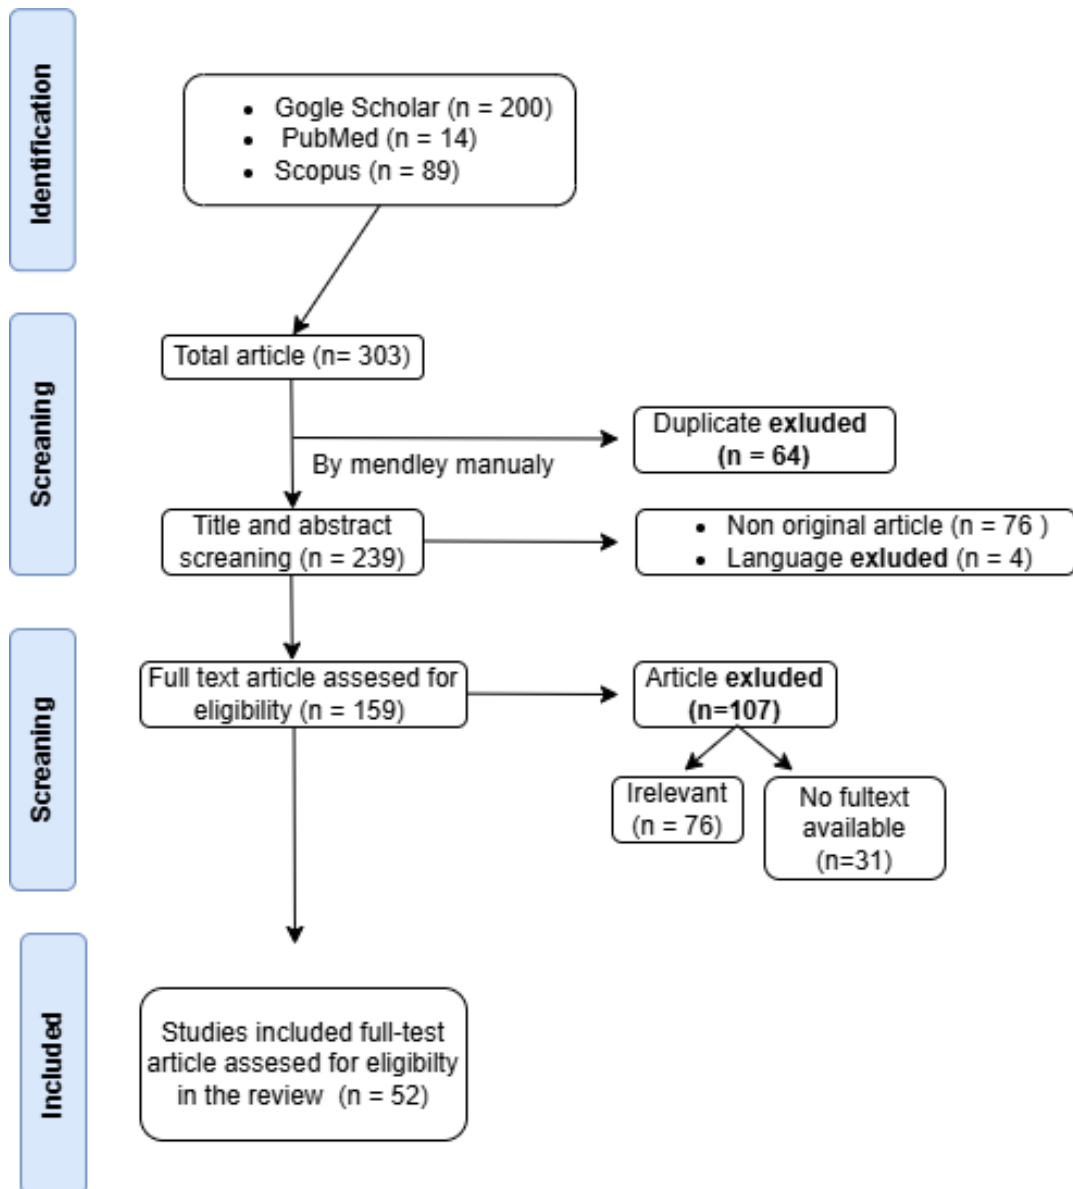 Identification
• Gogle Scholar (n = 200)
• PubMed (n = 14)
• Scopus (n = 89)
Screaning
Total article (n= 303)
Duplicate exluded
(n = 64)
By mendley manualy
Title and abstract
screaning (n = 239)
• Non original article (n = 76 )
• Language exluded (n = 4)
Screaning
Full text article assesed for
eligibility (n = 159)
Article exluded
(n=107)
Irelevant
(n = 76)
No fultext
available
(n=31)
Included
Studies included full-test
article assesed for eligibilty
in the review (n = 52)